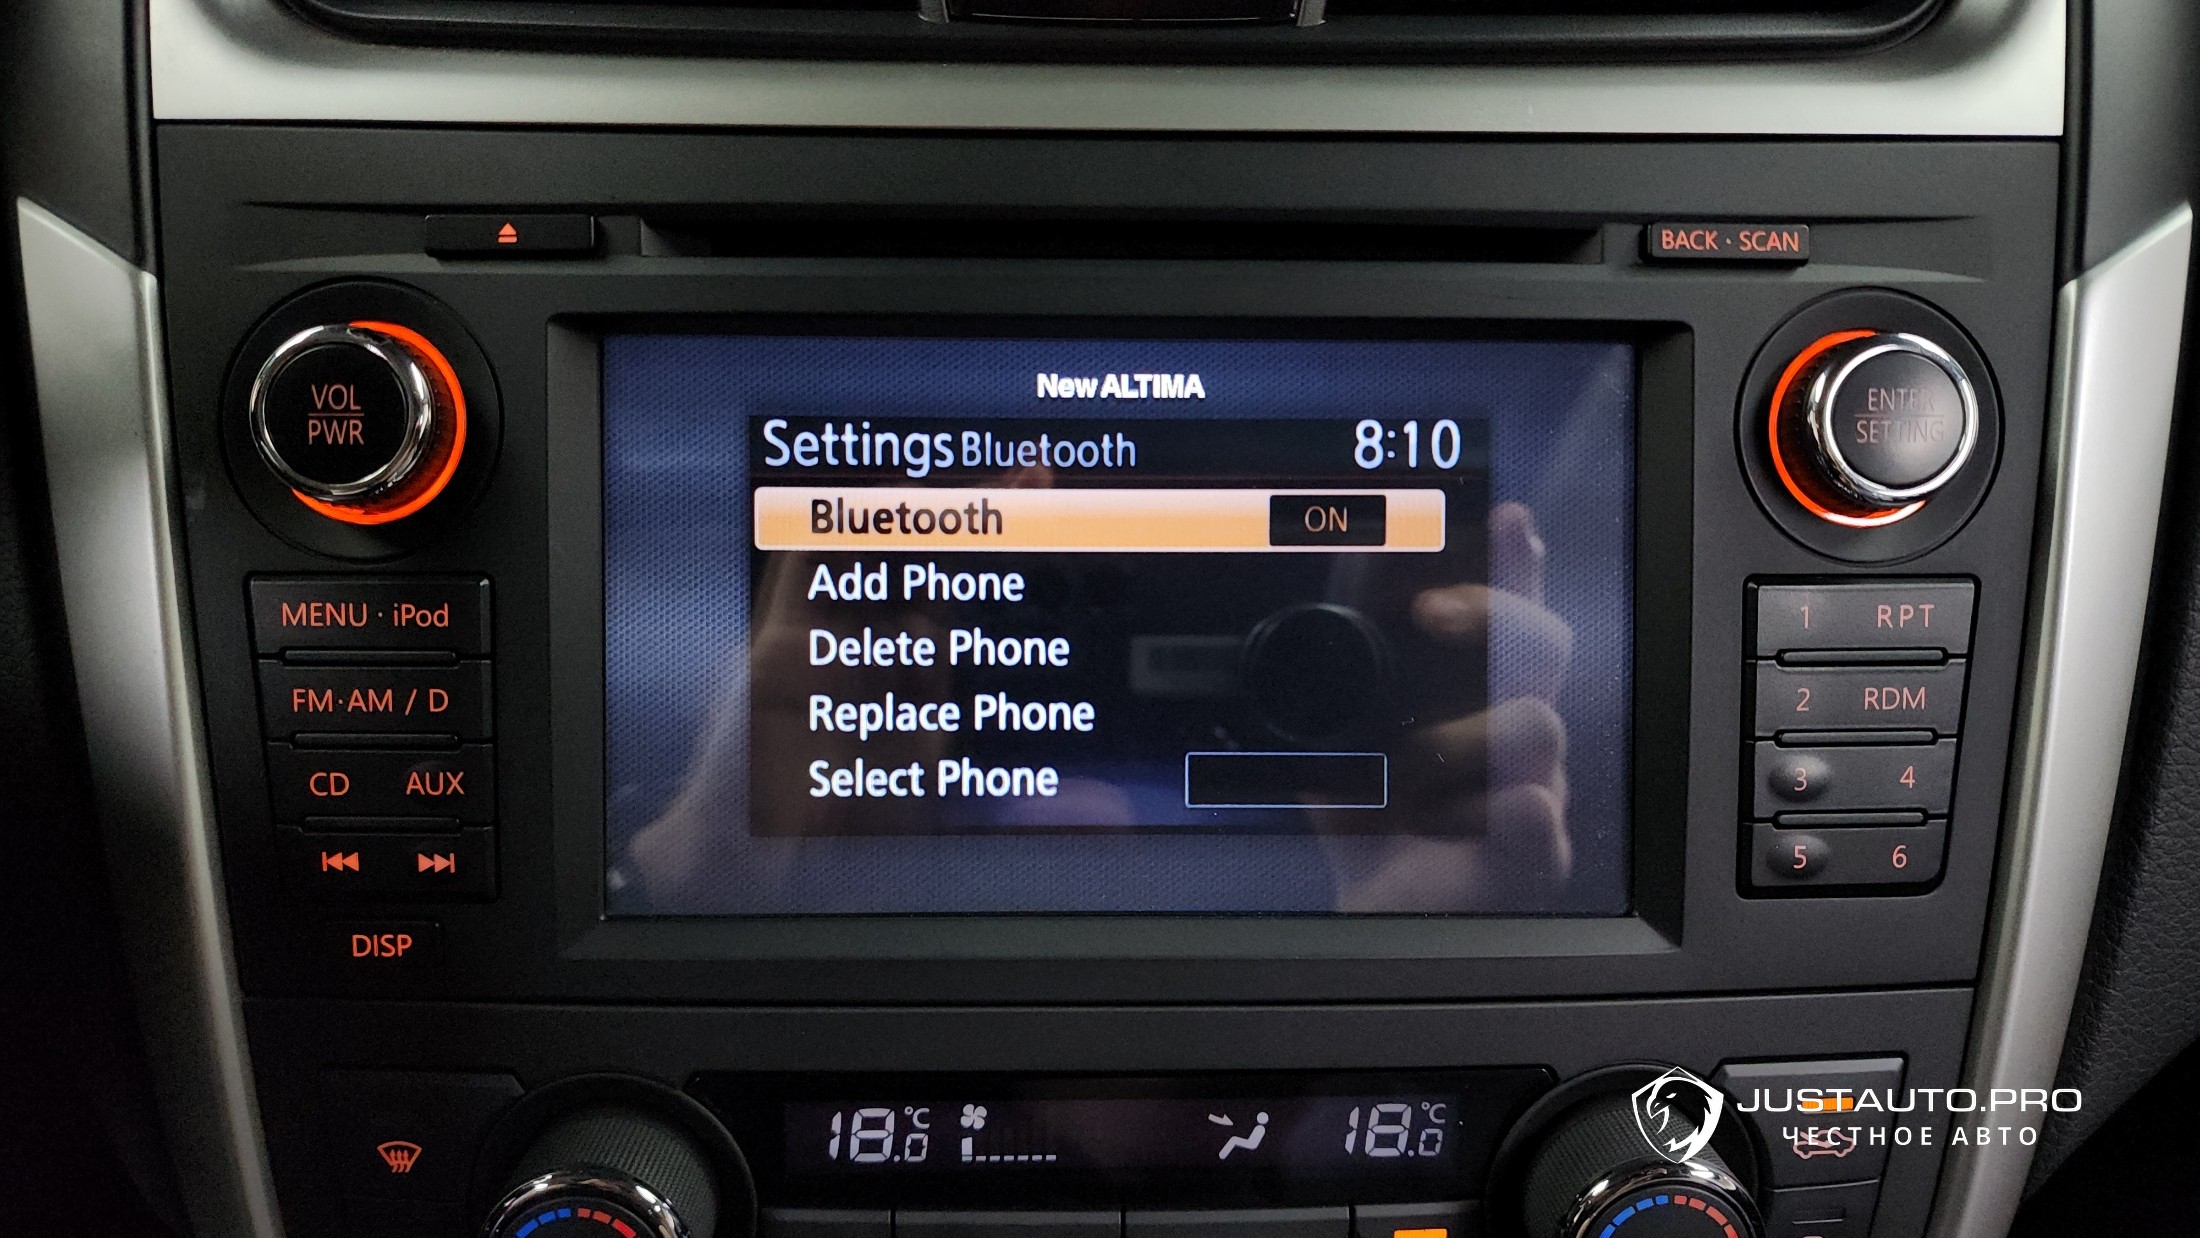 BACK · SCAN
VOL
PWR
ENTER
SETTING
New ALTIMA
Settings Bluetooth 8:10
Bluetooth ON
Add Phone
Delete Phone
Replace Phone
Select Phone
MENU · iPod
FM·AM / D
CD AUX
DISP
1 RPT
2 RDM
3 4
5 6
18.0 °C
18.0 °C
JUSTAUTO.PRO
ЧЕСТНОЕ АВТО